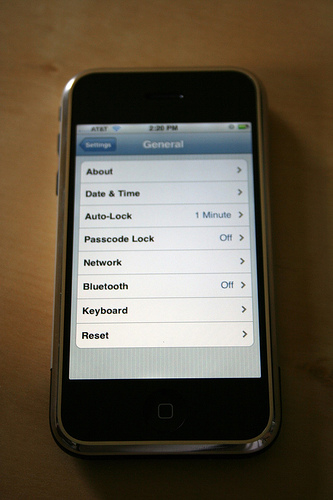 AT&T 2:20 PM
Settings General
About
Date & Time
Auto-Lock 1 Minute
Passcode Lock Off
Network
Bluetooth Off
Keyboard
Reset